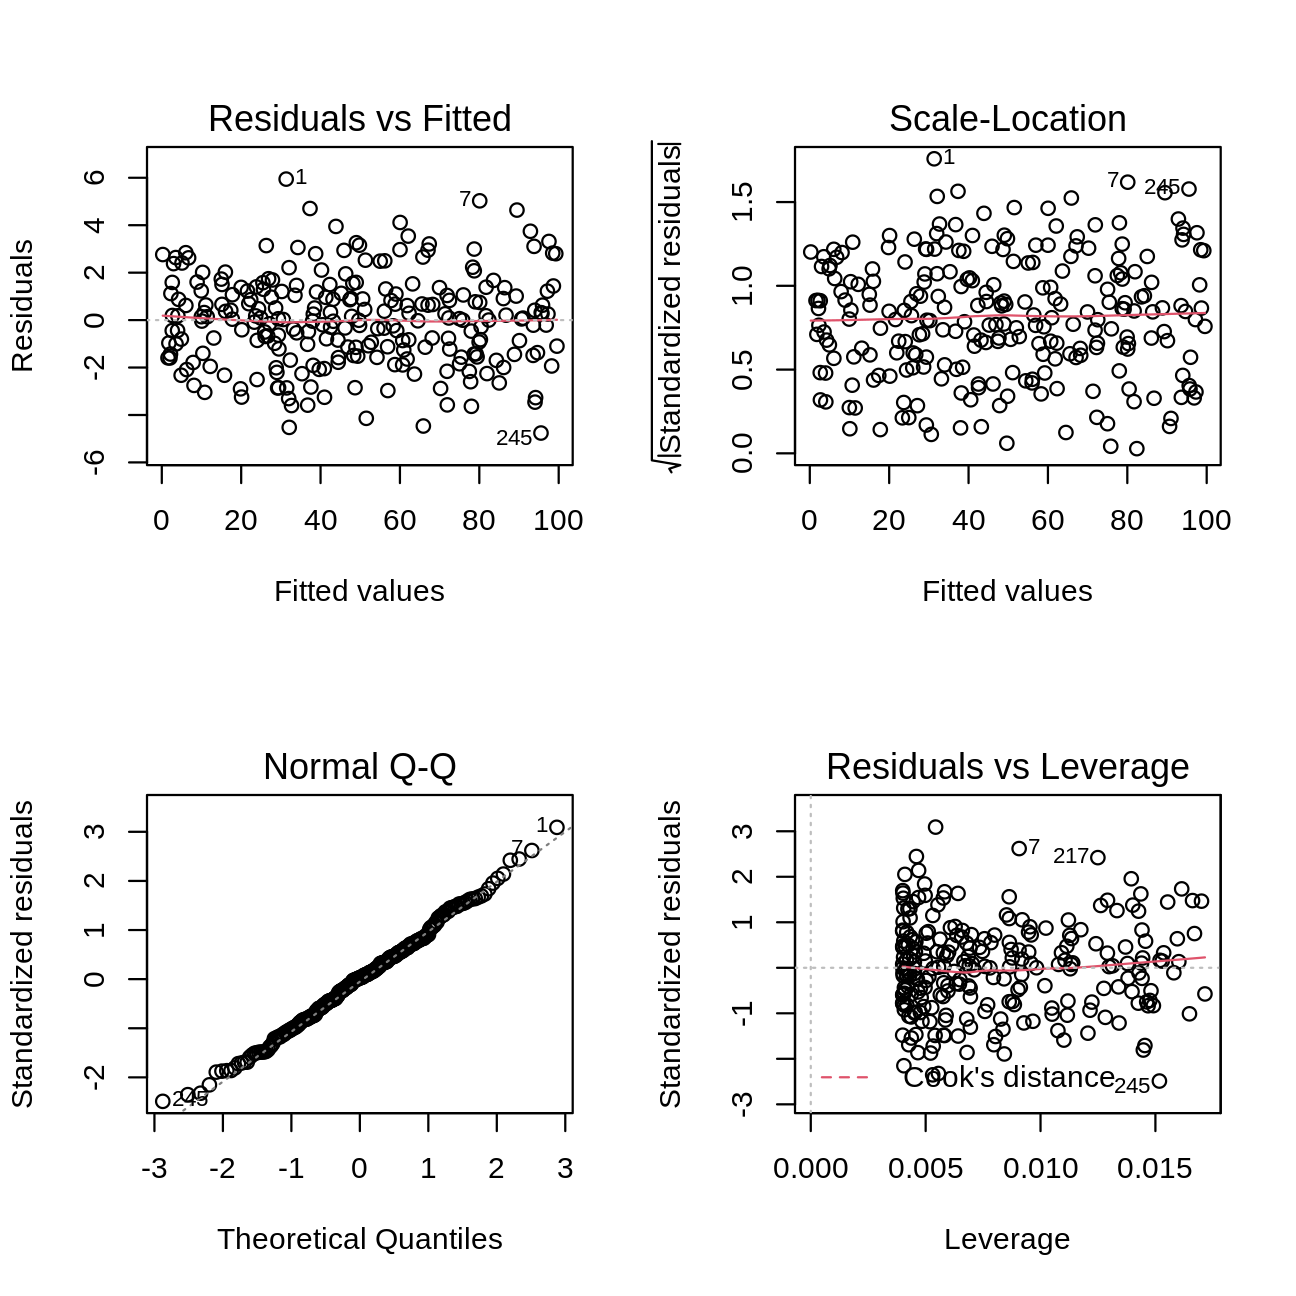 Residuals vs Fitted
Residuals
6
4
2
0
-2
-6
1
7
245
0 20 40 60 80 100
Fitted values
Scale-Location
√|Standardized residuals|
1.5
1.0
0.5
0.0
1
7
245
0 20 40 60 80 100
Fitted values
Normal Q-Q
Standardized residuals
3
2
1
0
-2
1
7
245
-3 -2 -1 0 1 2 3
Theoretical Quantiles
Residuals vs Leverage
Standardized residuals
3
2
1
-1
-3
7
217
Cook's distance
245
0.000 0.005 0.010 0.015
Leverage